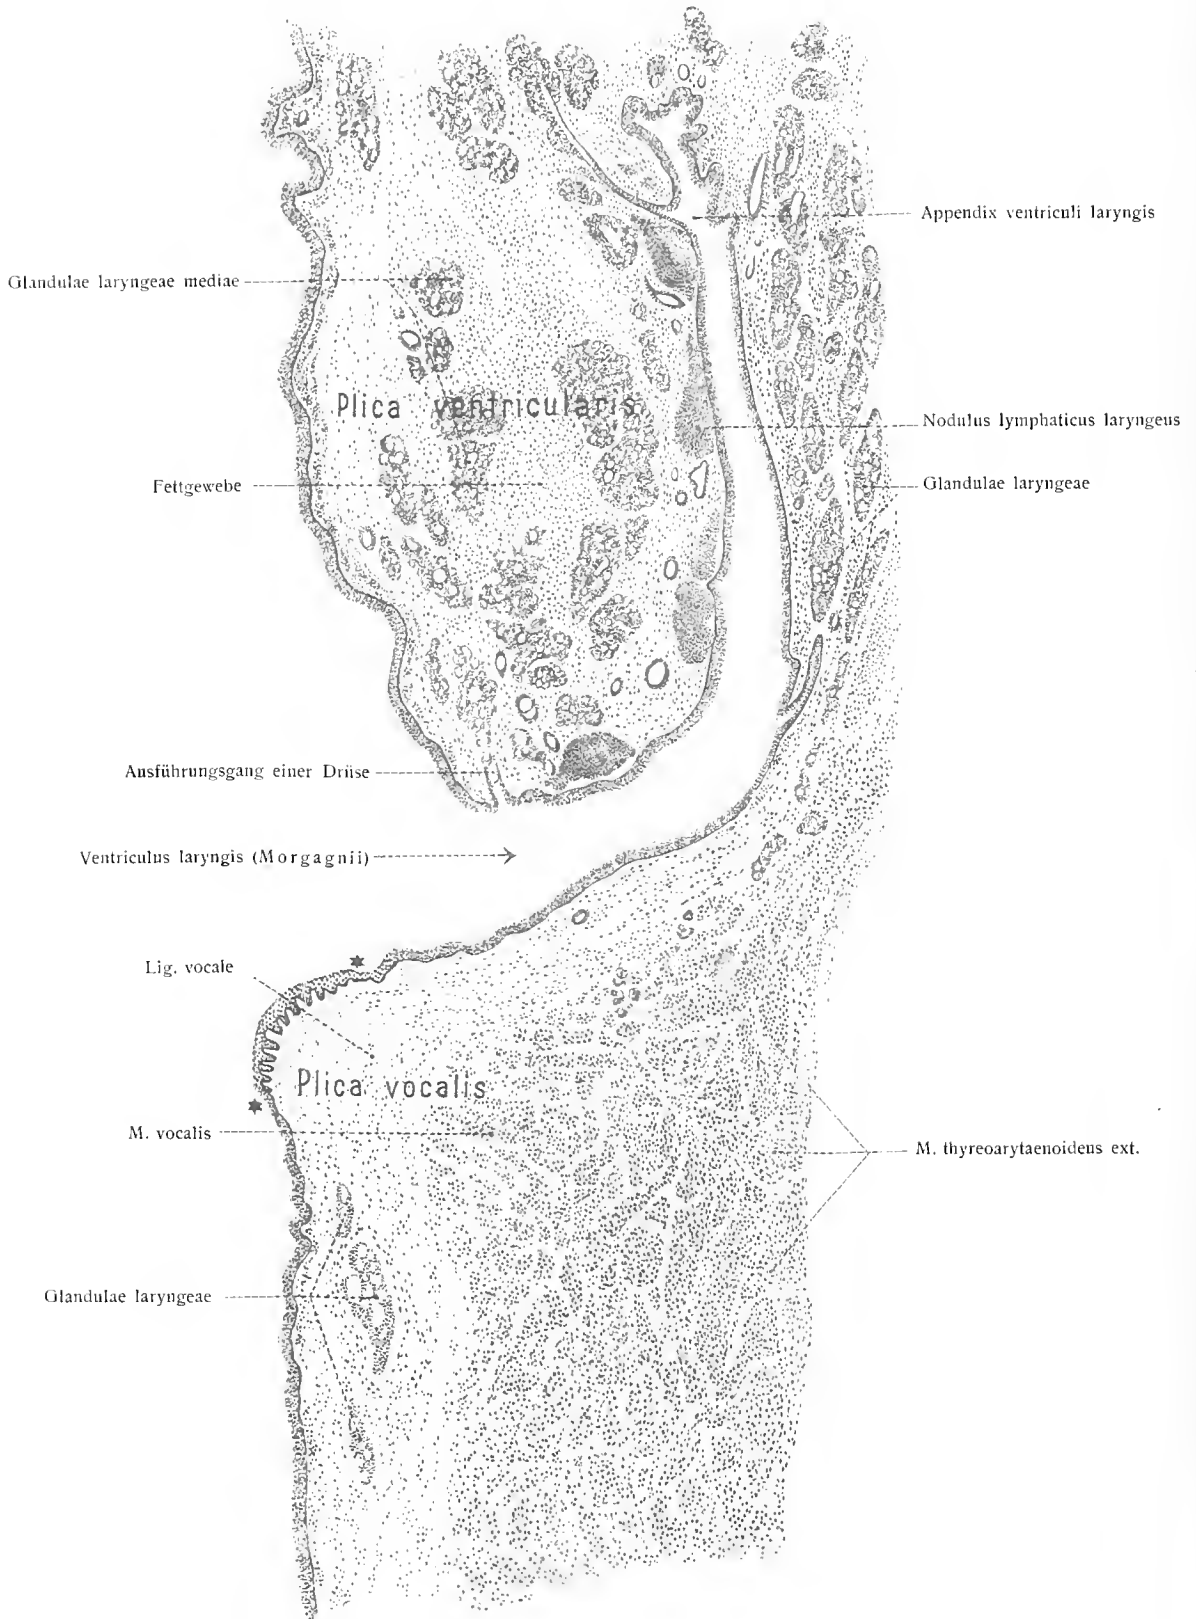 Appendix ventriculi laryngis
Glandulae laryngeae mediae
Plica ventricularis
Nodulus lymphaticus laryngeus
Fettgewebe
Glandulae laryngeae
Ausführungsgang einer Drüse
Ventriculus laryngis (Morgagnii)
Lig. vocale
Plica vocalis
M. vocalis
M. thyreoarytaenoideus ext.
Glandulae laryngeae